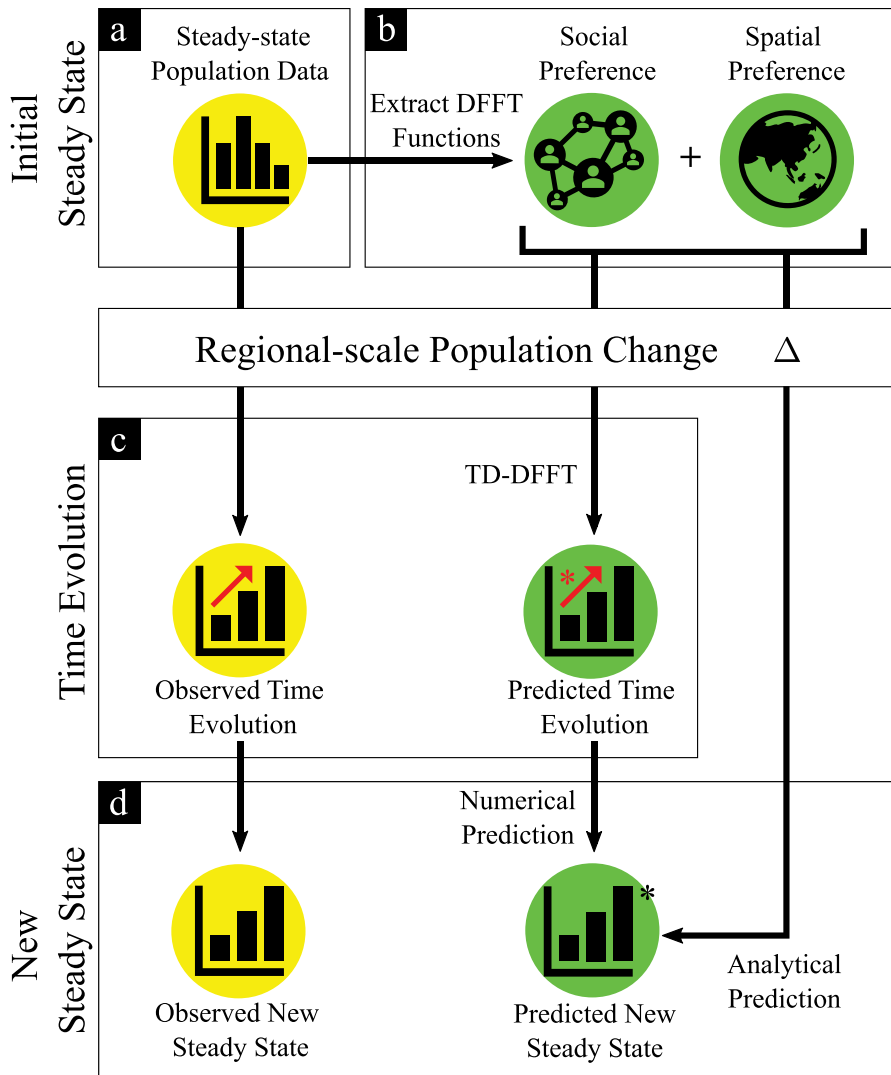 Initial
Steady State
a
Steady-state
Population Data
b
Social
Preference
Spatial
Preference
Extract DFFT
Functions
+
Regional-scale Population Change Δ
Time Evolution
c
TD-DFFT
*
Observed Time
Evolution
Predicted Time
Evolution
New
Steady State
d
Numerical
Prediction
*
Analytical
Prediction
Observed New
Steady State
Predicted New
Steady State